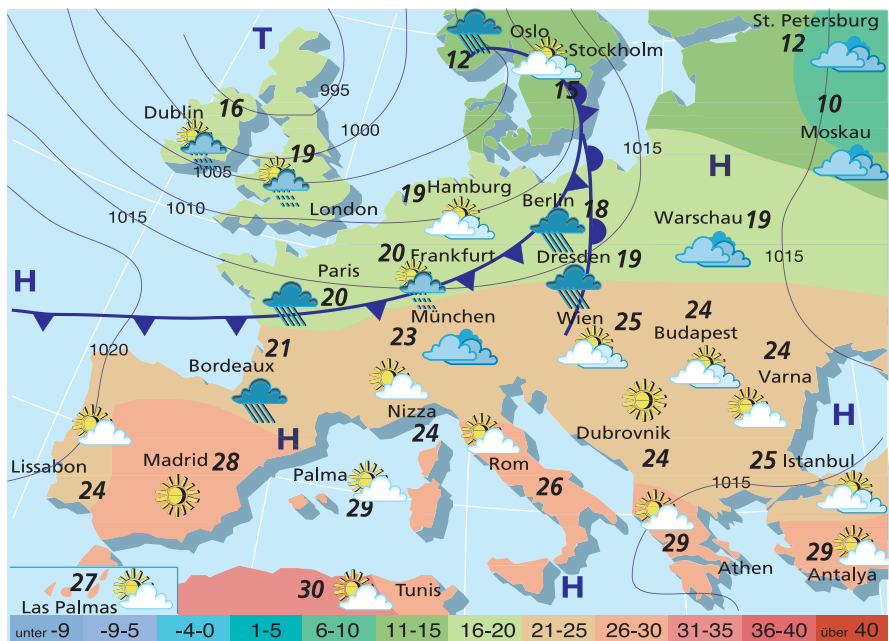 St. Petersburg
12
Oslo
12
T
Stockholm
15
995
16
Dublin
10
Moskau
1000
19
1005
1015
H
19 Hamburg
Berlin
18
1010
London
1015
Warschau 19
20 Frankfurt
Dresden 19
1015
H
Paris
20
München
23
Wien
25
24
Budapest
1020
21
Bordeaux
24
Varna
Nizza
24
H
Dubrovnik
24
H
Lissabon
24
Madrid 28
Palma
29
Rom
26
25 Istanbul
1015
29
Athen
29
Antalya
27
Las Palmas
30
Tunis
H
unter -9 -9-5 -4-0 1-5 6-10 11-15 16-20 21-25 26-30 31-35 36-40 über 40